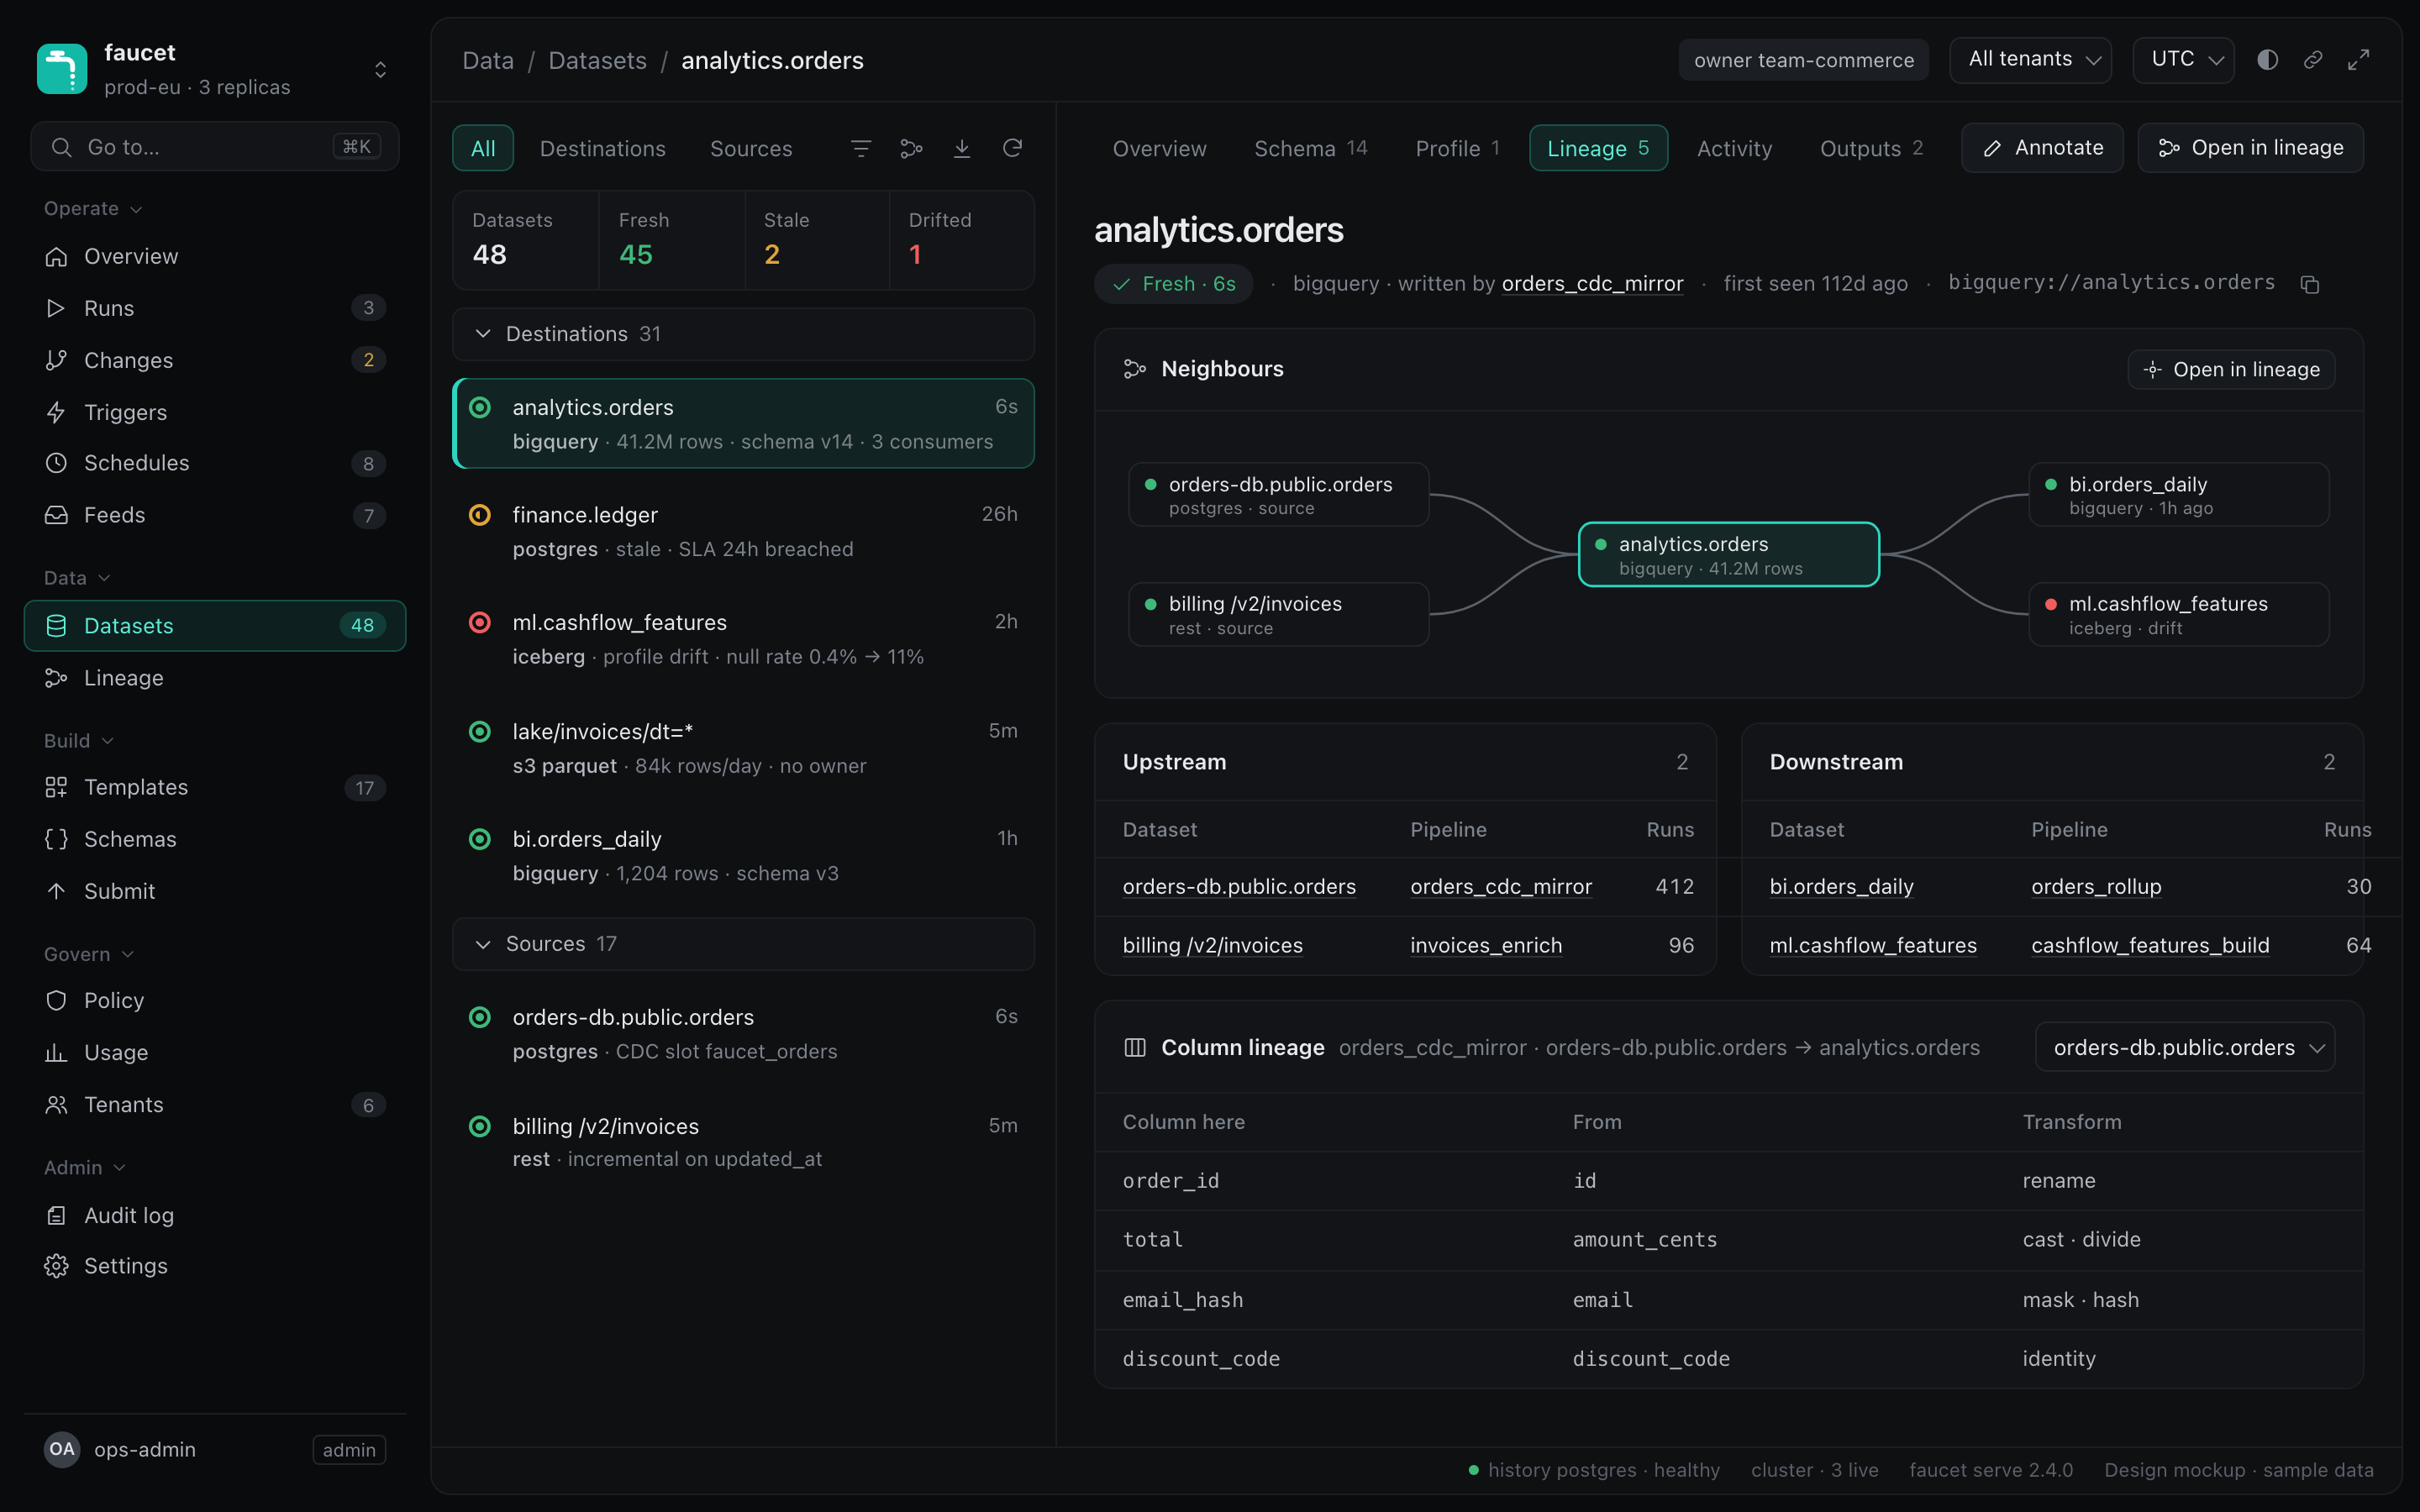 faucet
prod-eu · 3 replicas
Go to... ⌘K
Operate
Overview
Runs 3
Changes 2
Triggers
Schedules 8
Feeds 7
Data
Datasets 48
Lineage
Build
Templates 17
Schemas
Submit
Govern
Policy
Usage
Tenants 6
Admin
Audit log
Settings
OA ops-admin admin
Data / Datasets / analytics.orders
owner team-commerce All tenants UTC
All Destinations Sources
Datasets Fresh Stale Drifted
48 45 2 1
Destinations 31
analytics.orders 6s
bigquery · 41.2M rows · schema v14 · 3 consumers
finance.ledger 26h
postgres · stale · SLA 24h breached
ml.cashflow_features 2h
iceberg · profile drift · null rate 0.4% → 11%
lake/invoices/dt=* 5m
s3 parquet · 84k rows/day · no owner
bi.orders_daily 1h
bigquery · 1,204 rows · schema v3
Sources 17
orders-db.public.orders 6s
postgres · CDC slot faucet_orders
billing /v2/invoices 5m
rest · incremental on updated_at
Overview Schema 14 Profile 1 Lineage 5 Activity Outputs 2 Annotate Open in lineage
analytics.orders
Fresh · 6s · bigquery · written by orders_cdc_mirror · first seen 112d ago · bigquery://analytics.orders
Neighbours Open in lineage
orders-db.public.orders
postgres · source
billing /v2/invoices
rest · source
analytics.orders
bigquery · 41.2M rows
bi.orders_daily
bigquery · 1h ago
ml.cashflow_features
iceberg · drift
Upstream 2
Dataset Pipeline Runs
orders-db.public.orders orders_cdc_mirror 412
billing /v2/invoices invoices_enrich 96
Downstream 2
Dataset Pipeline Runs
bi.orders_daily orders_rollup 30
ml.cashflow_features cashflow_features_build 64
Column lineage orders_cdc_mirror · orders-db.public.orders → analytics.orders orders-db.public.orders
Column here From Transform
order_id id rename
total amount_cents cast · divide
email_hash email mask · hash
discount_code discount_code identity
history postgres · healthy cluster · 3 live faucet serve 2.4.0 Design mockup · sample data